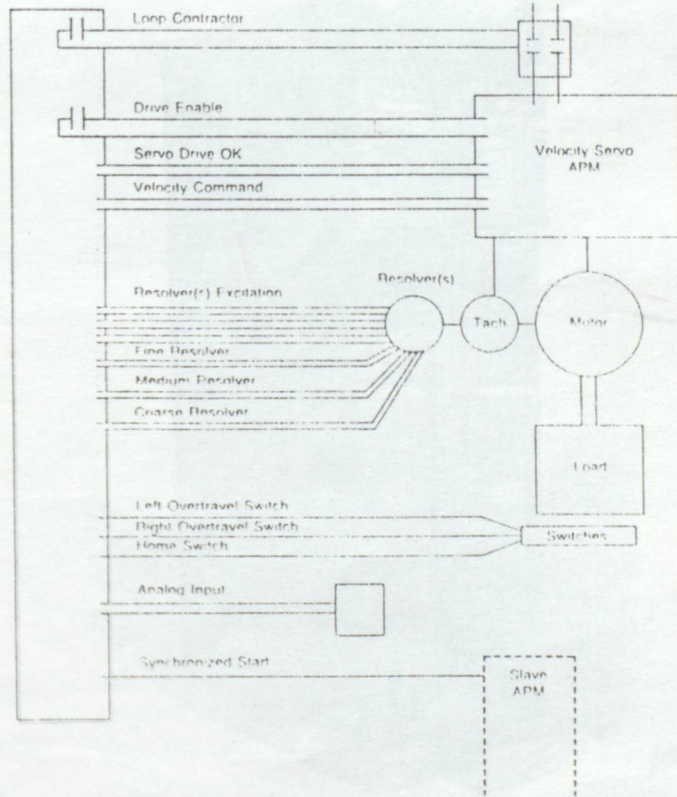 Loop Contractor
Drive Enable
Servo Drive OK
Velocity Command
Velocity Servo
APM
Resolver(s)
Resolver(s) Excitation
Tach
Motor
Fine Resolver
Medium Resolver
Coarse Resolver
Load
Left Overtravel Switch
Right Overtravel Switch
Home Switch
Switches
Analog Input
Synchronized Start
Slave
APM